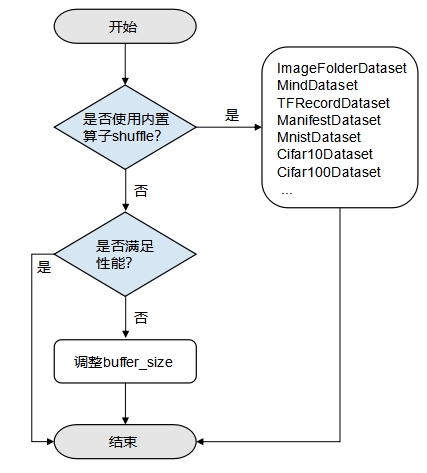 开始
是否使用内置
算子shuffle?
是
ImageFolderDataset
MindDataset
TFRecordDataset
ManifestDataset
MnistDataset
Cifar10Dataset
Cifar100Dataset
...
否
是否满足
性能?
是
否
调整buffer_size
结束